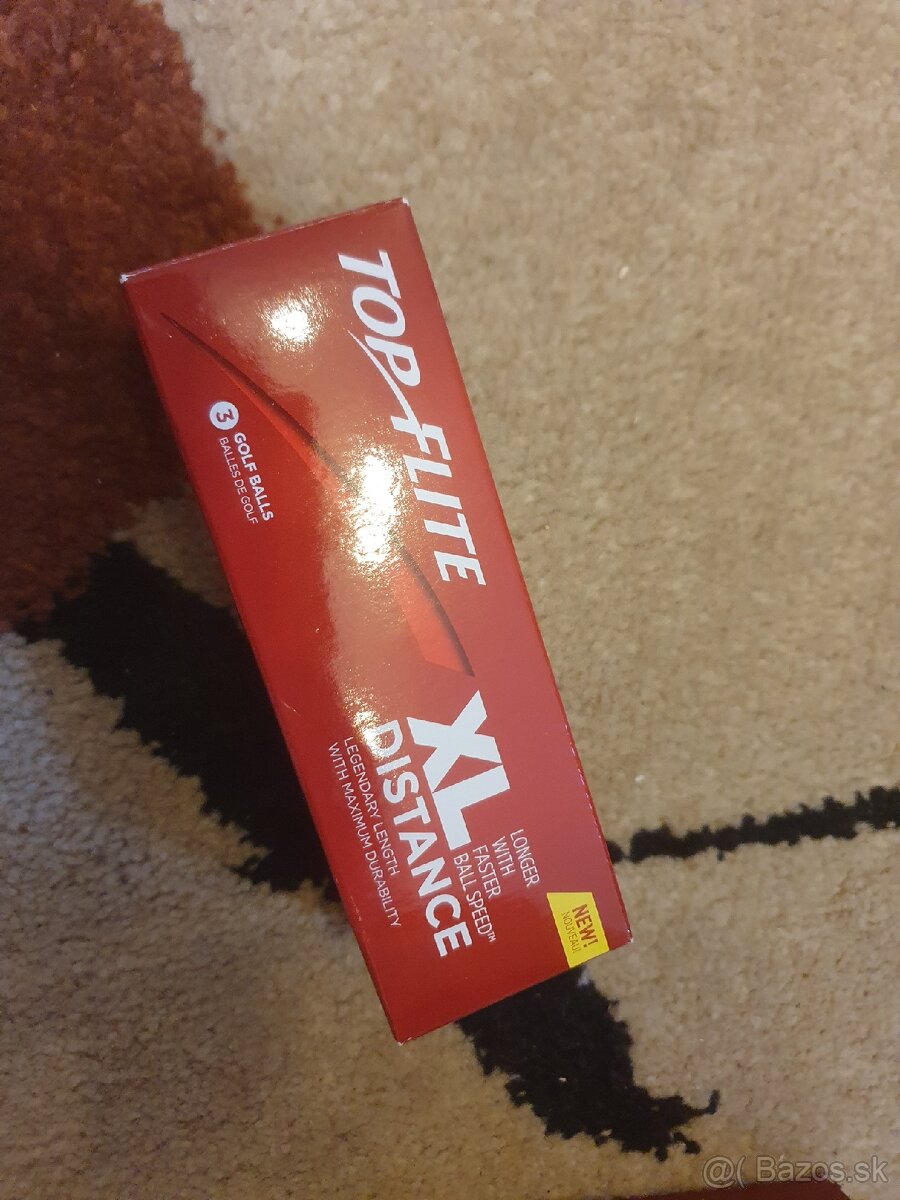 TOP FLITE
3
GOLF BALLS
BALLES DE GOLF
XL
DISTANCE
LEGENDARY LENGTH
WITH MAXIMUM DURABILITY
LONGER
WITH
FASTER
BALL SPEED™
NEW!
NOUVEAU!
@( Bazos.sk